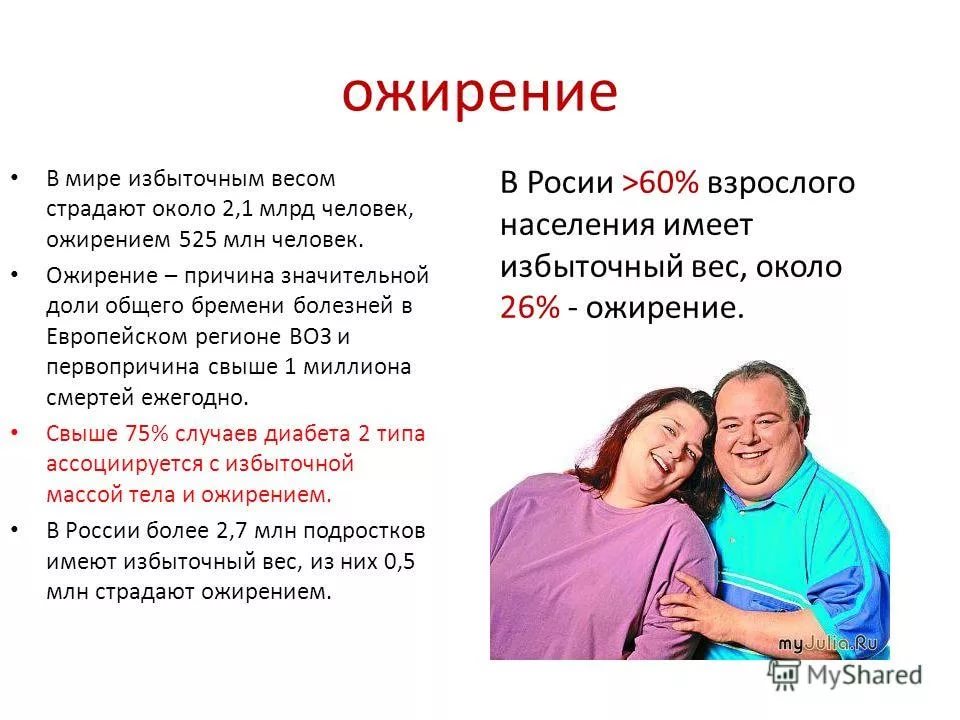 ожирение
• В мире избыточным весом
страдают около 2,1 млрд человек,
ожирением 525 млн человек.
• Ожирение – причина значительной
доли общего бремени болезней в
Европейском регионе ВОЗ и
первопричина свыше 1 миллиона
смертей ежегодно.
• Свыше 75% случаев диабета 2 типа
ассоциируется с избыточной
массой тела и ожирением.
• В России более 2,7 млн подростков
имеют избыточный вес, из них 0,5
млн страдают ожирением.
В Росии >60% взрослого
населения имеет
избыточный вес, около
26% - ожирение.
myJulia.Ru
MyShared